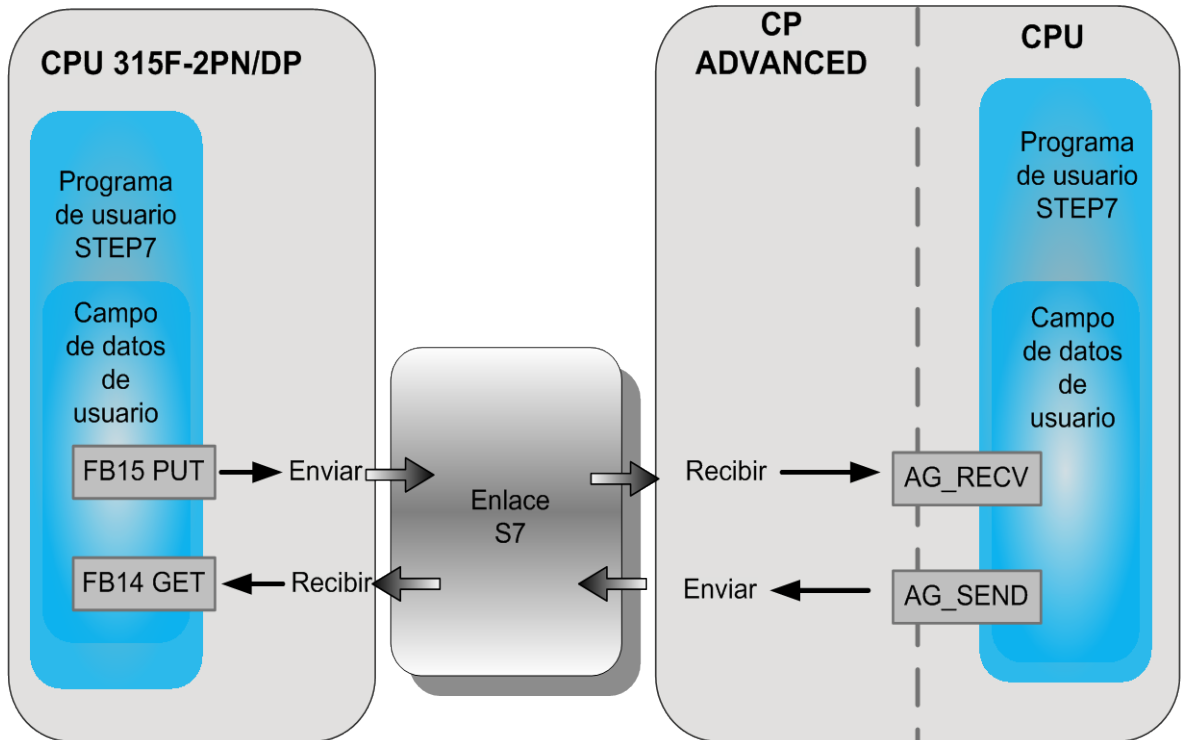 CPU 315F-2PN/DP
Programa
de usuario
STEP7
Campo
de datos
de
usuario
FB15 PUT
Enviar
FB14 GET
Recibir
Enlace
S7
CP
ADVANCED
Recibir
Enviar
CPU
Programa
de usuario
STEP7
Campo
de datos
de
usuario
AG_RECV
AG_SEND